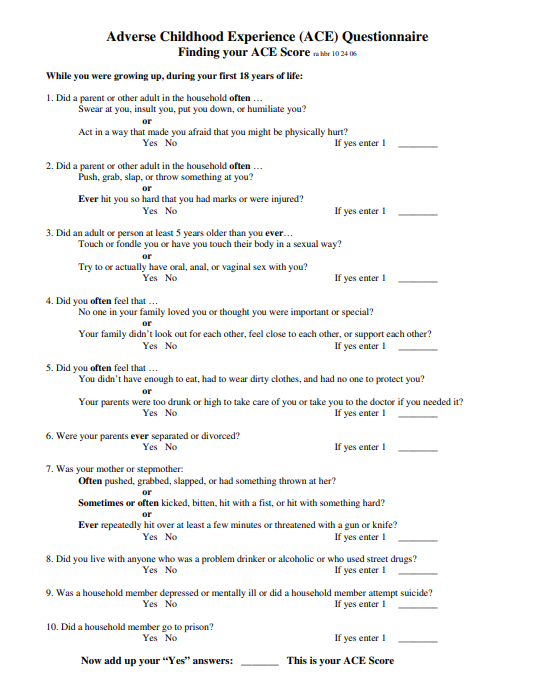 Adverse Childhood Experience (ACE) Questionnaire
Finding your ACE Score ra hbr 10 24 06
While you were growing up, during your first 18 years of life:
1. Did a parent or other adult in the household often …
Swear at you, insult you, put you down, or humiliate you?
or
Act in a way that made you afraid that you might be physically hurt?
Yes No If yes enter 1 ________
2. Did a parent or other adult in the household often …
Push, grab, slap, or throw something at you?
or
Ever hit you so hard that you had marks or were injured?
Yes No If yes enter 1 ________
3. Did an adult or person at least 5 years older than you ever…
Touch or fondle you or have you touch their body in a sexual way?
or
Try to or actually have oral, anal, or vaginal sex with you?
Yes No If yes enter 1 ________
4. Did you often feel that …
No one in your family loved you or thought you were important or special?
or
Your family didn't look out for each other, feel close to each other, or support each other?
Yes No If yes enter 1 ________
5. Did you often feel that …
You didn't have enough to eat, had to wear dirty clothes, and had no one to protect you?
or
Your parents were too drunk or high to take care of you or take you to the doctor if you needed it?
Yes No If yes enter 1 ________
6. Were your parents ever separated or divorced?
Yes No If yes enter 1 ________
7. Was your mother or stepmother:
Often pushed, grabbed, slapped, or had something thrown at her?
or
Sometimes or often kicked, bitten, hit with a fist, or hit with something hard?
or
Ever repeatedly hit over at least a few minutes or threatened with a gun or knife?
Yes No If yes enter 1 ________
8. Did you live with anyone who was a problem drinker or alcoholic or who used street drugs?
Yes No If yes enter 1 ________
9. Was a household member depressed or mentally ill or did a household member attempt suicide?
Yes No If yes enter 1 ________
10. Did a household member go to prison?
Yes No If yes enter 1 ________
Now add up your "Yes" answers: _______ This is your ACE Score